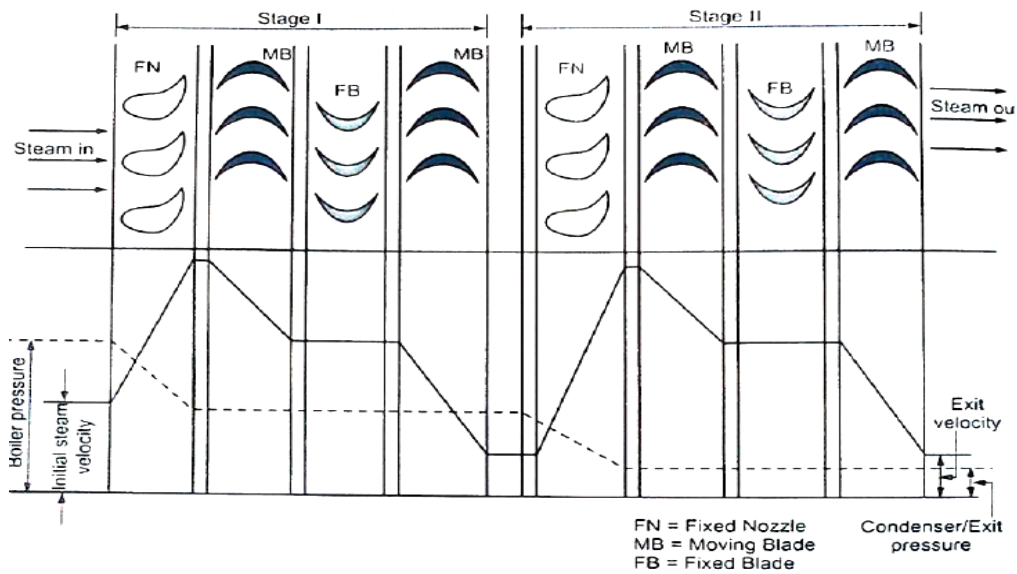 Stage I
Stage II
FN
MB
FB
MB
FN
MB
FB
MB
Steam in
Steam ou
Boiler pressure
Initial steam
velocity
Exit
velocity
FN = Fixed Nozzle
MB = Moving Blade
FB = Fixed Blade
Condenser/Exit
pressure